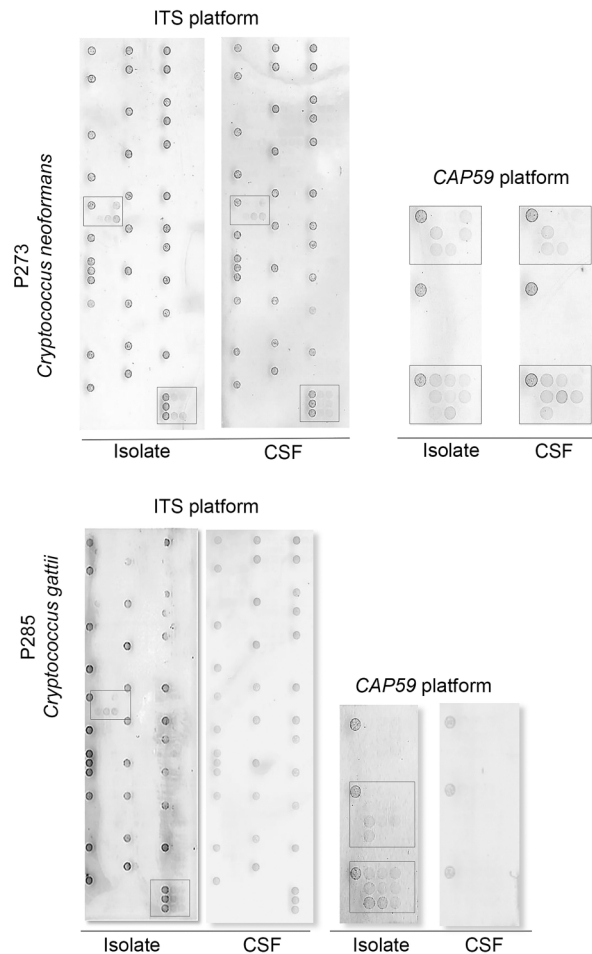 ITS platform
P273
Cryptococcus neoformans
CAP59 platform
Isolate
CSF
Isolate
CSF
ITS platform
P285
Cryptococcus gattii
CAP59 platform
Isolate
CSF
Isolate
CSF